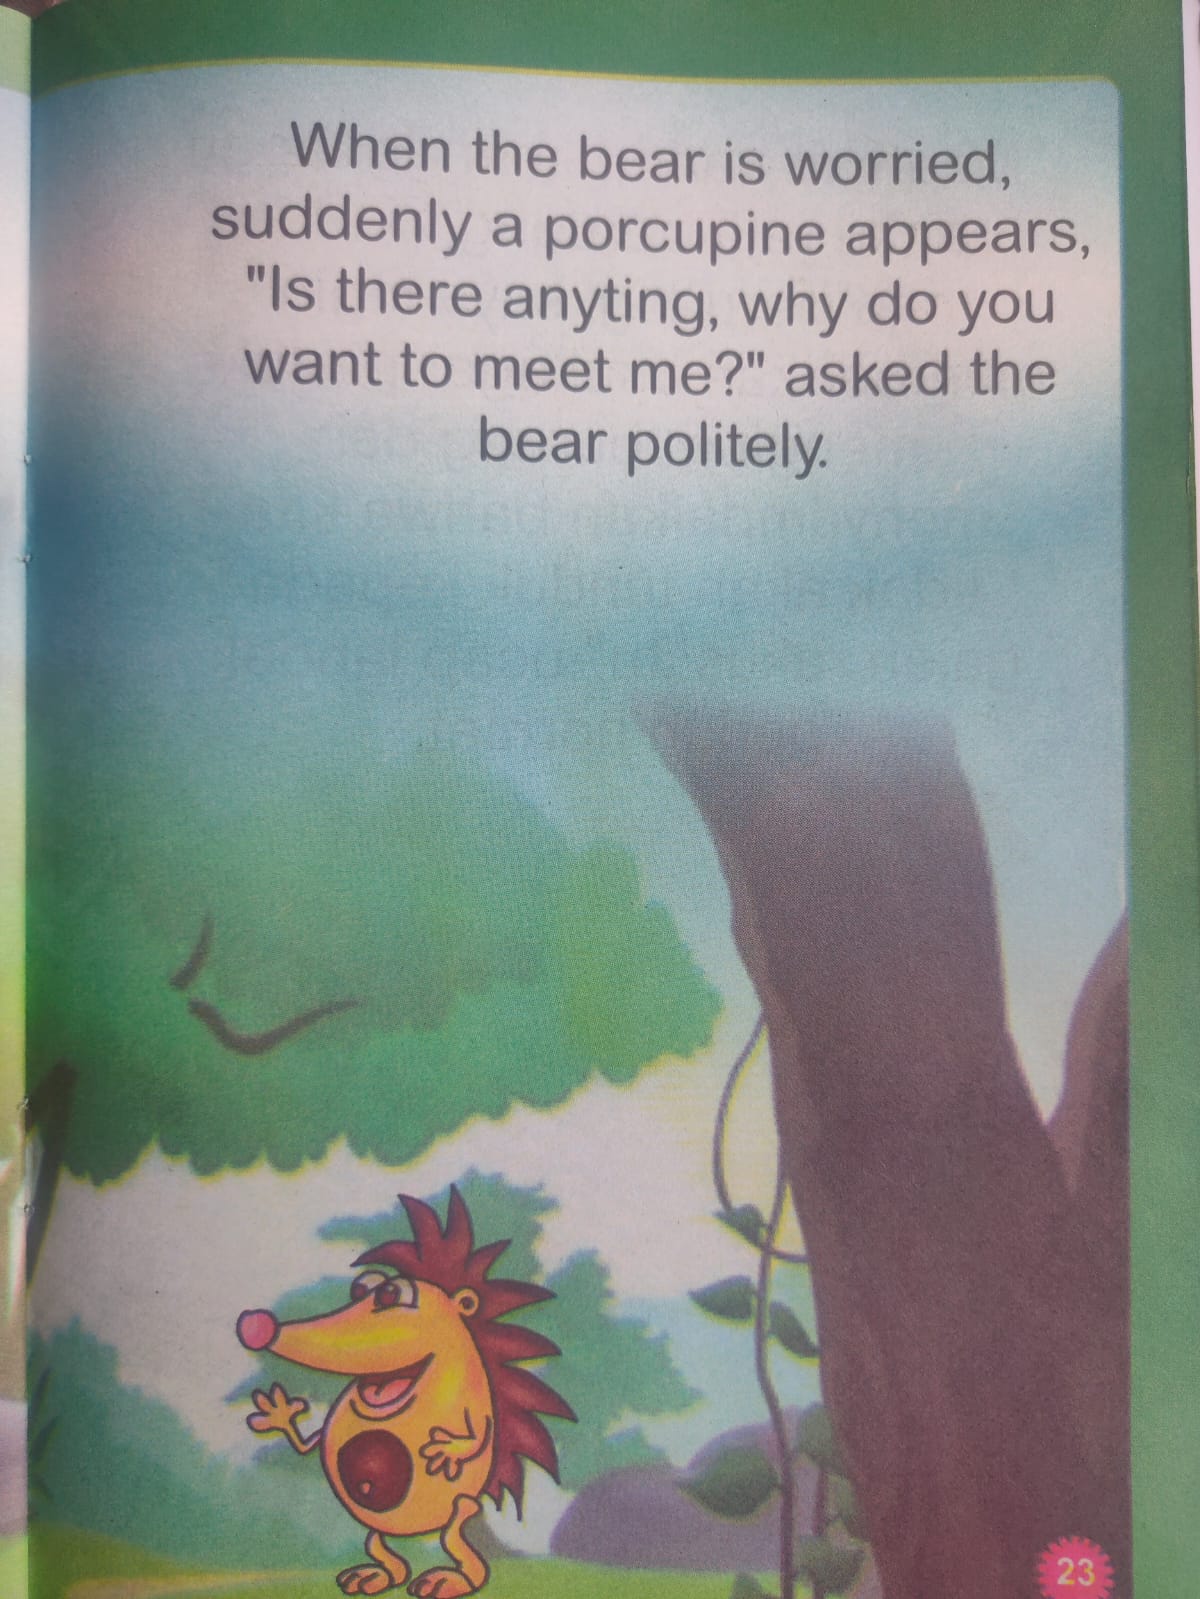 When the bear is worried,
suddenly a porcupine appears,
"Is there anyting, why do you
want to meet me?" asked the
bear politely.
23